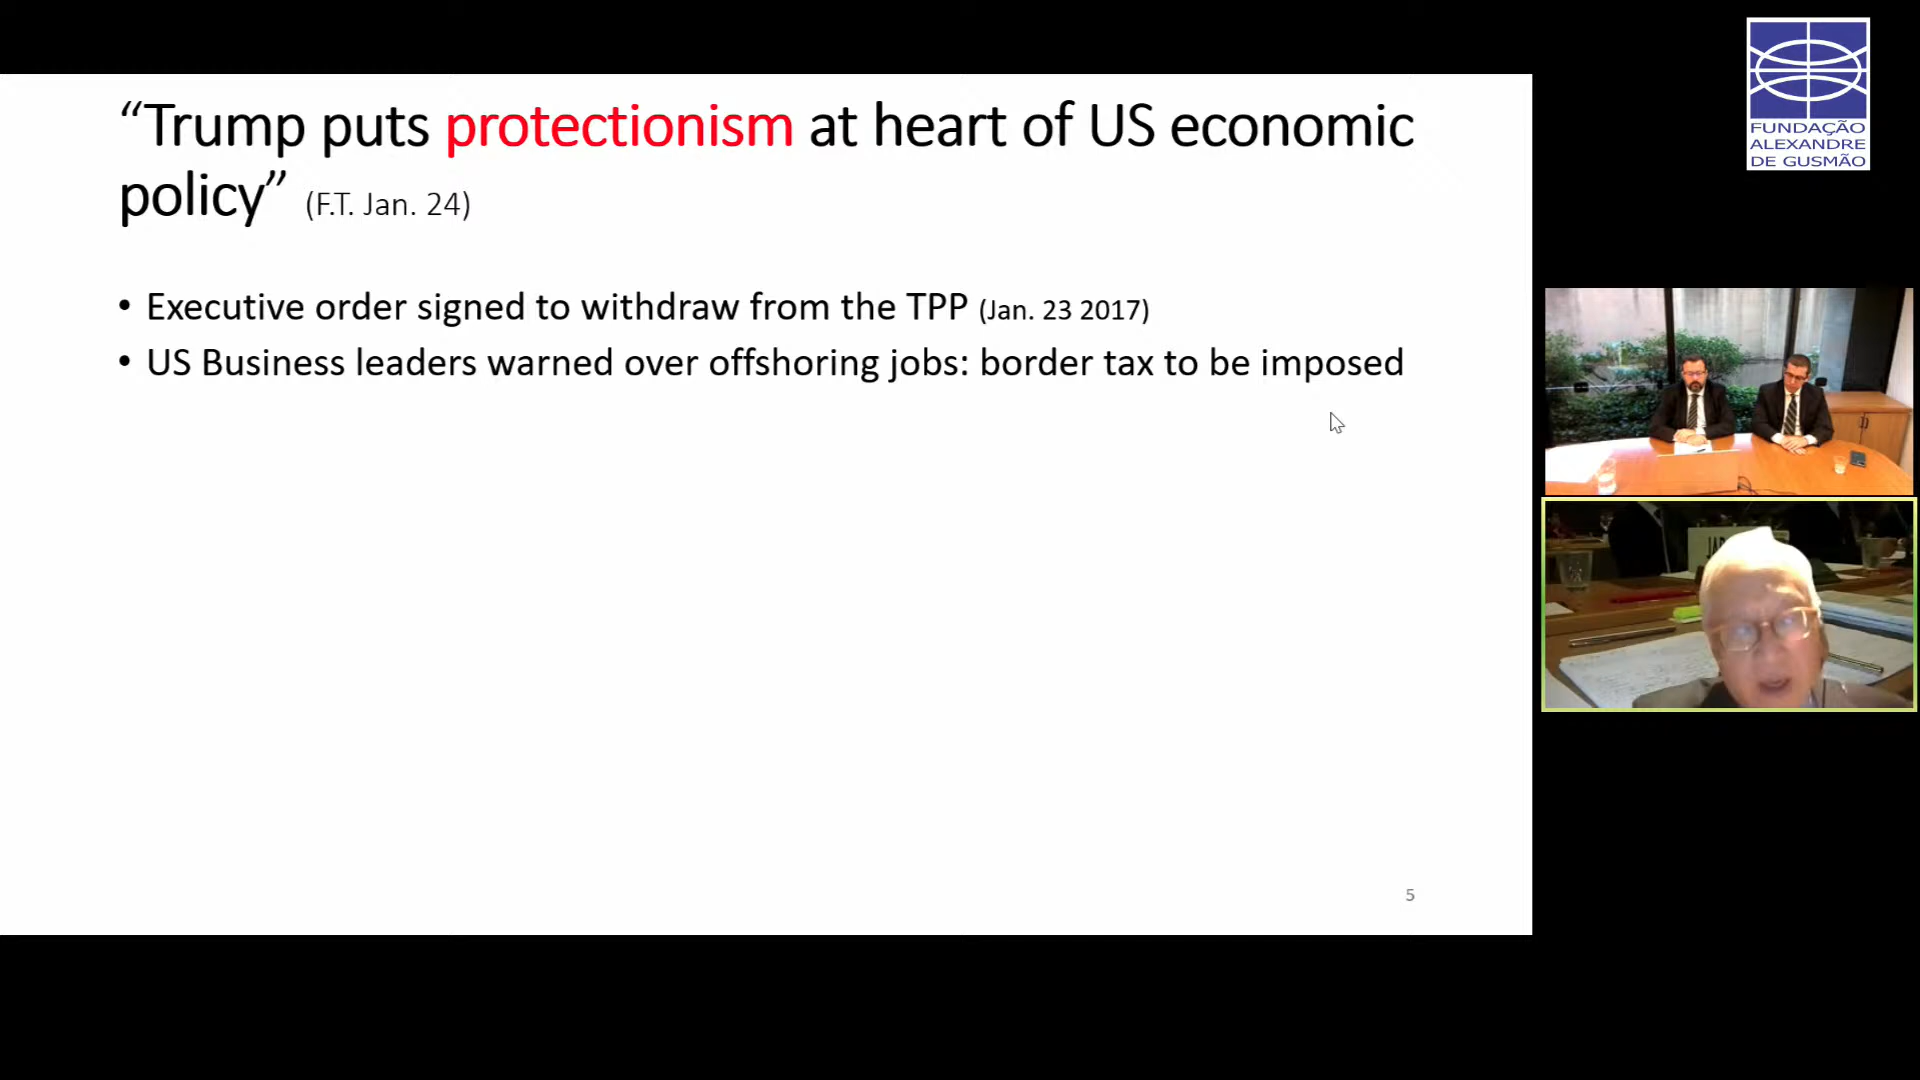 “Trump puts protectionism at heart of US economic
policy” (F.T. Jan. 24)
• Executive order signed to withdraw from the TPP (Jan. 23 2017)
• US Business leaders warned over offshoring jobs: border tax to be imposed
5
FUNDAÇÃO
ALEXANDRE
DE GUSMÃO